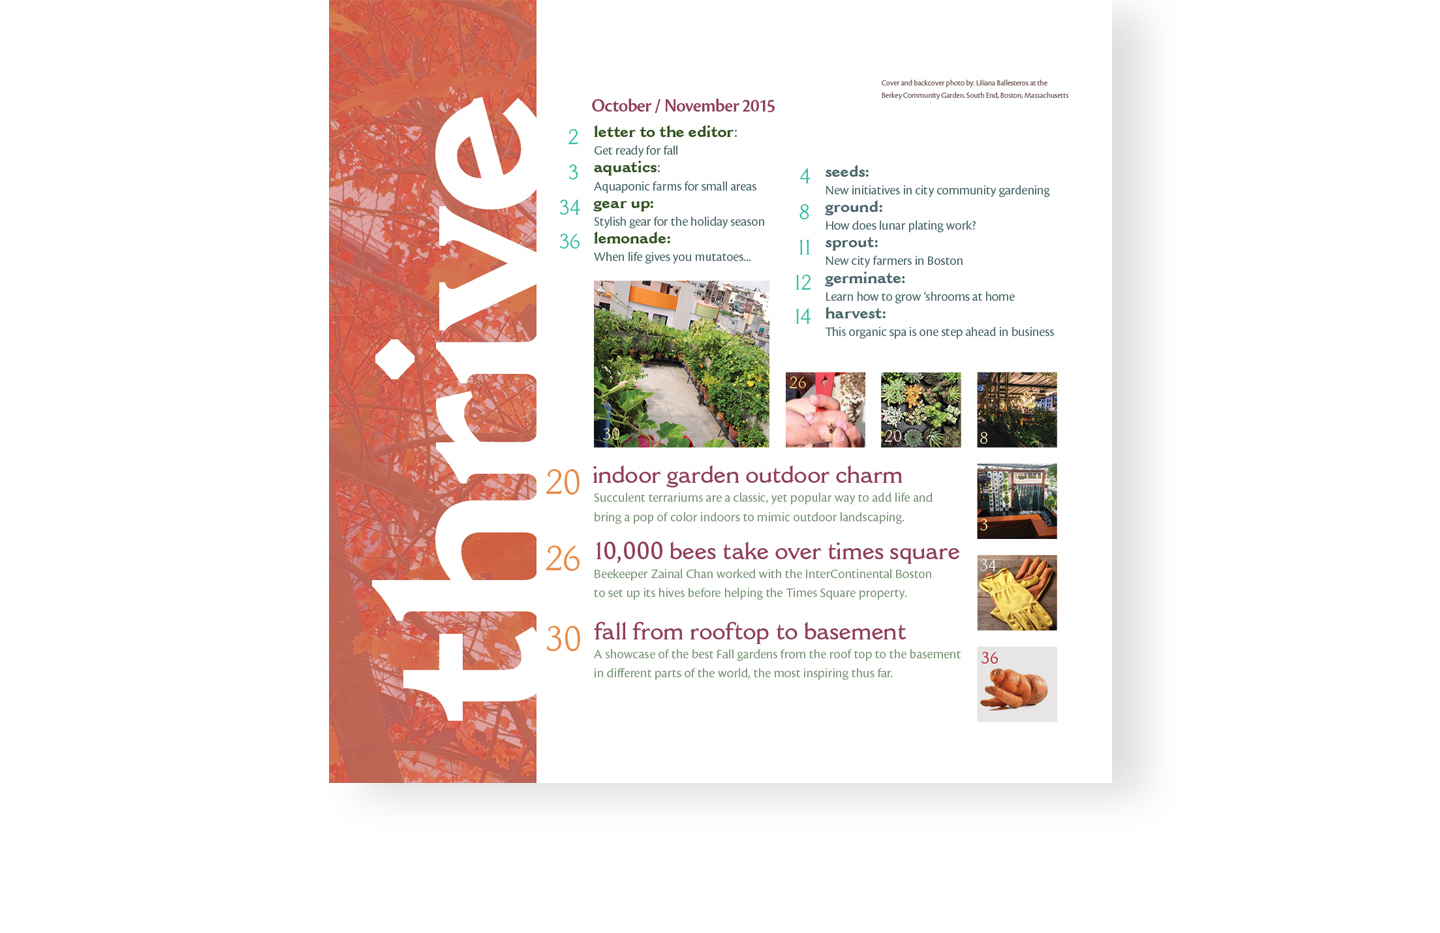 thrive
Cover and backcover photo by: Liliana Ballesteros at the
Berkey Community Garden. South End, Boston, Massachusetts
October / November 2015
2 letter to the editor:
Get ready for fall
3 aquatics:
Aquaponic farms for small areas
34 gear up:
Stylish gear for the holiday season
36 lemonade:
When life gives you mutatoes...
4 seeds:
New initiatives in city community gardening
8 ground:
How does lunar plating work?
11 sprout:
New city farmers in Boston
12 germinate:
Learn how to grow 'shrooms at home
14 harvest:
This organic spa is one step ahead in business
30
26
20
8
20 indoor garden outdoor charm
Succulent terrariums are a classic, yet popular way to add life and
bring a pop of color indoors to mimic outdoor landscaping.
3
26 10,000 bees take over times square
Beekeeper Zainal Chan worked with the InterContinental Boston
to set up its hives before helping the Times Square property.
34
30 fall from rooftop to basement
A showcase of the best Fall gardens from the roof top to the basement
in different parts of the world, the most inspiring thus far.
36